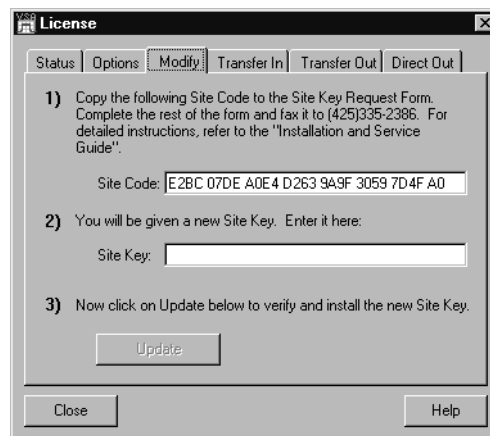 VSP License
Status Options Modify Transfer In Transfer Out Direct Out
1) Copy the following Site Code to the Site Key Request Form.
Complete the rest of the form and fax it to (425)335-2386. For
detailed instructions, refer to the "Installation and Service
Guide".
Site Code: E2BC 07DE A0E4 D263 9A9F 3059 7D4F A0
2) You will be given a new Site Key. Enter it here:
Site Key:
3) Now click on Update below to verify and install the new Site Key.
Update
Close Help